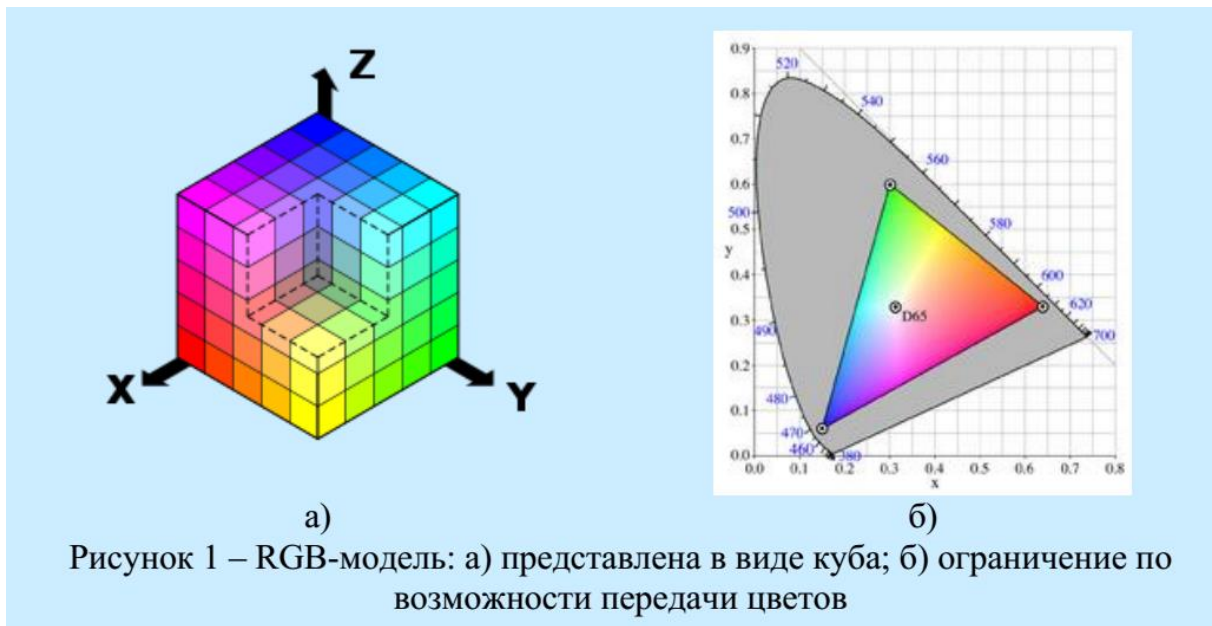 Z
X
Y
0.9
0.8
0.7
0.6
0.5
y
0.4
0.3
0.2
0.1
0.0
0.0 0.1 0.2 0.3 0.4 0.5 0.6 0.7 0.8
x
520
540
560
580
600
620
700
500
490
480
470
460
380
D65
а) б)
Рисунок 1 – RGB-модель: а) представлена в виде куба; б) ограничение по
возможности передачи цветов